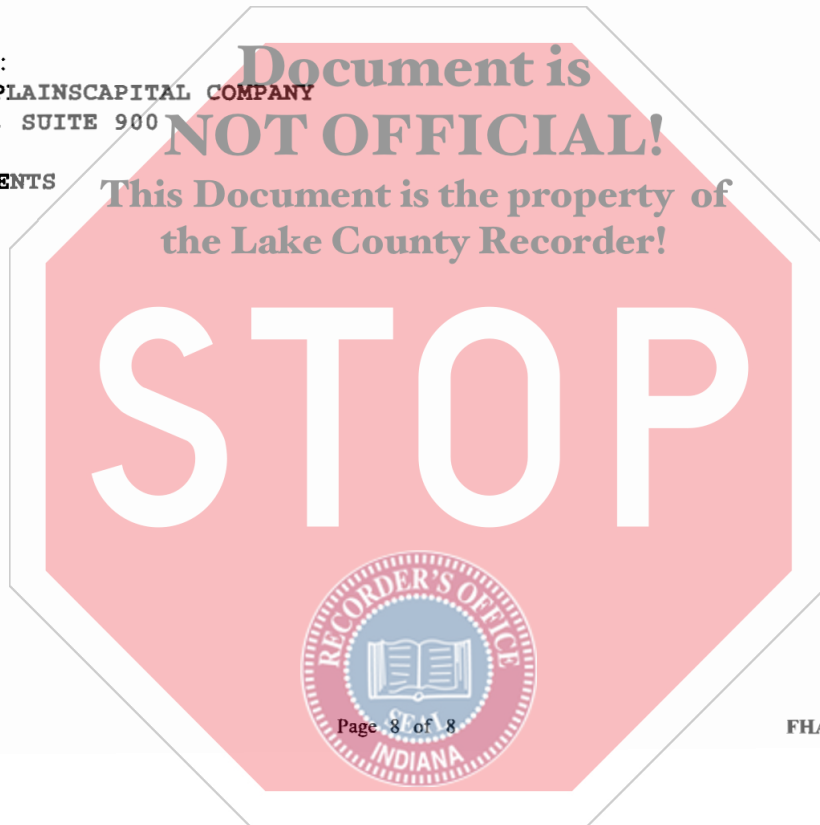 Document is
:
PLAINSCAPITAL COMPANY
SUITE 900
NOT OFFICIAL!
ENTS
This Document is the property of
the Lake County Recorder!
STOP
RECORDER'S OFFICE
SEAL
Page 8 of 8
FHA
INDIANA